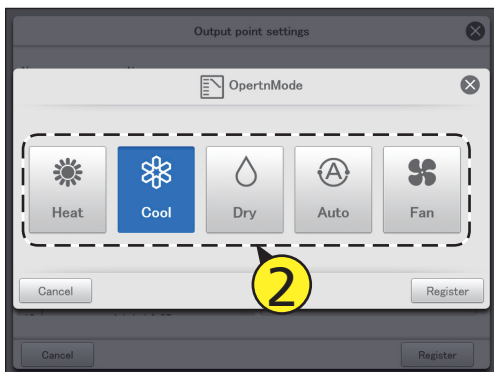 Output point settings
OpertnMode
Heat
Cool
Dry
A
Auto
Fan
2
Cancel
Register
Cancel
Register